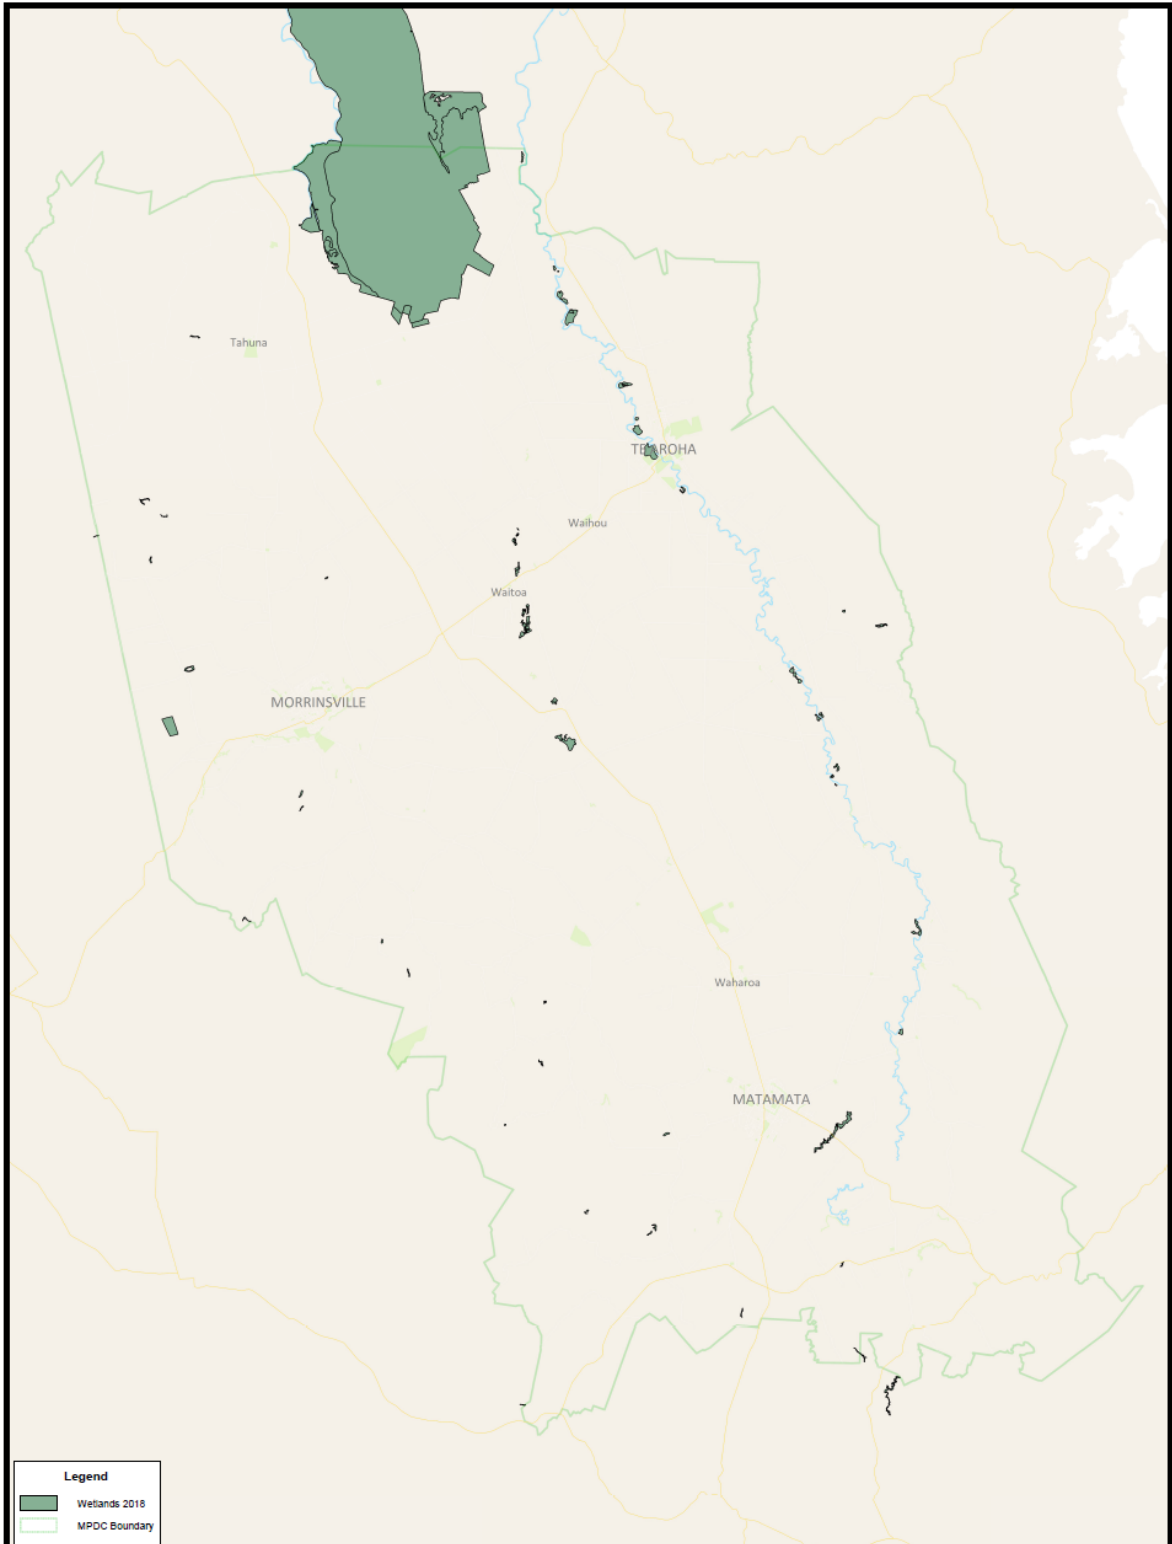 Tahuna
TE AROHA
Waihou
Waitoa
MORRINSVILLE
Waharoa
MATAMATA
Legend
Wetlands 2018
MPDC Boundary